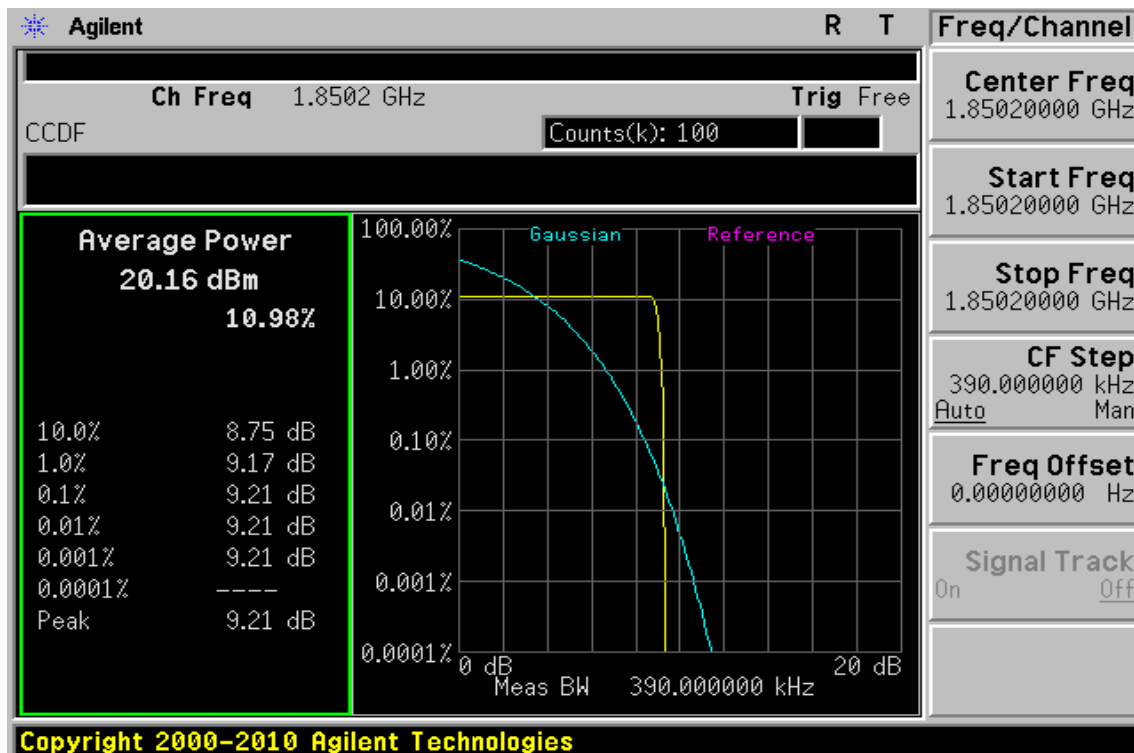 Agilent R T
Ch Freq 1.8502 GHz Trig Free
CCDF Counts(k): 100
Average Power
20.16 dBm
10.98%
10.0% 8.75 dB
1.0% 9.17 dB
0.1% 9.21 dB
0.01% 9.21 dB
0.001% 9.21 dB
0.0001% ----
Peak 9.21 dB
Gaussian Reference
100.00%
10.00%
1.00%
0.10%
0.01%
0.001%
0.0001%
0 dB 20 dB
Meas BW 390.000000 kHz
Freq/Channel
Center Freq
1.85020000 GHz
Start Freq
1.85020000 GHz
Stop Freq
1.85020000 GHz
CF Step
390.000000 kHz
Auto Man
Freq Offset
0.00000000 Hz
Signal Track
On Off
Copyright 2000-2010 Agilent Technologies